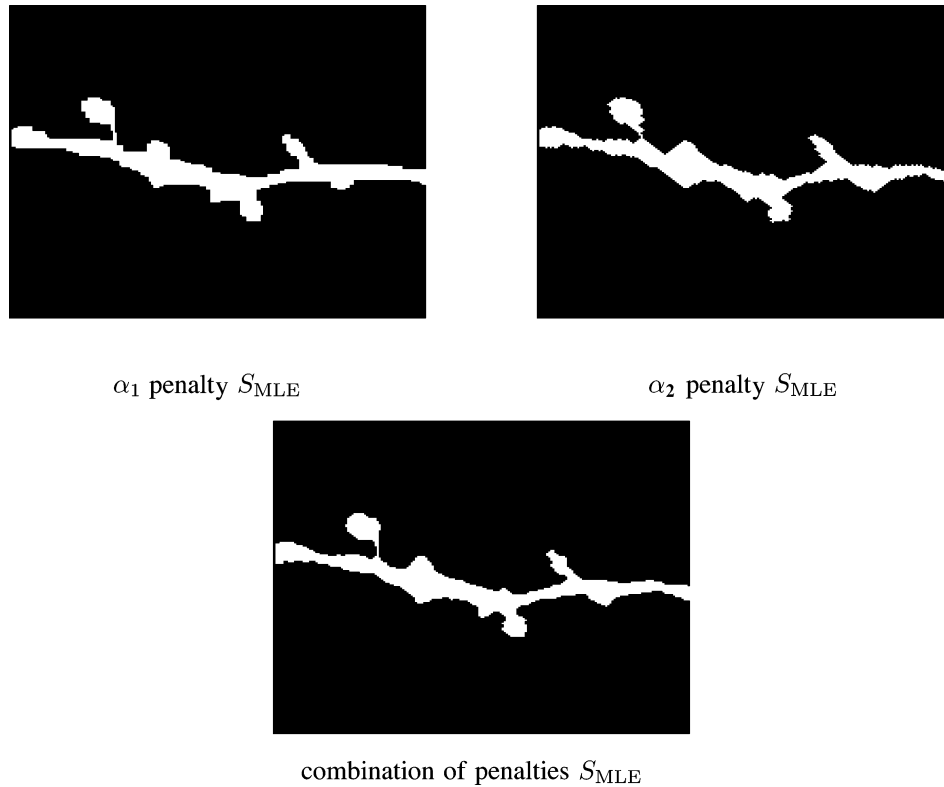 α₁ penalty S_MLE
α₂ penalty S_MLE
combination of penalties S_MLE